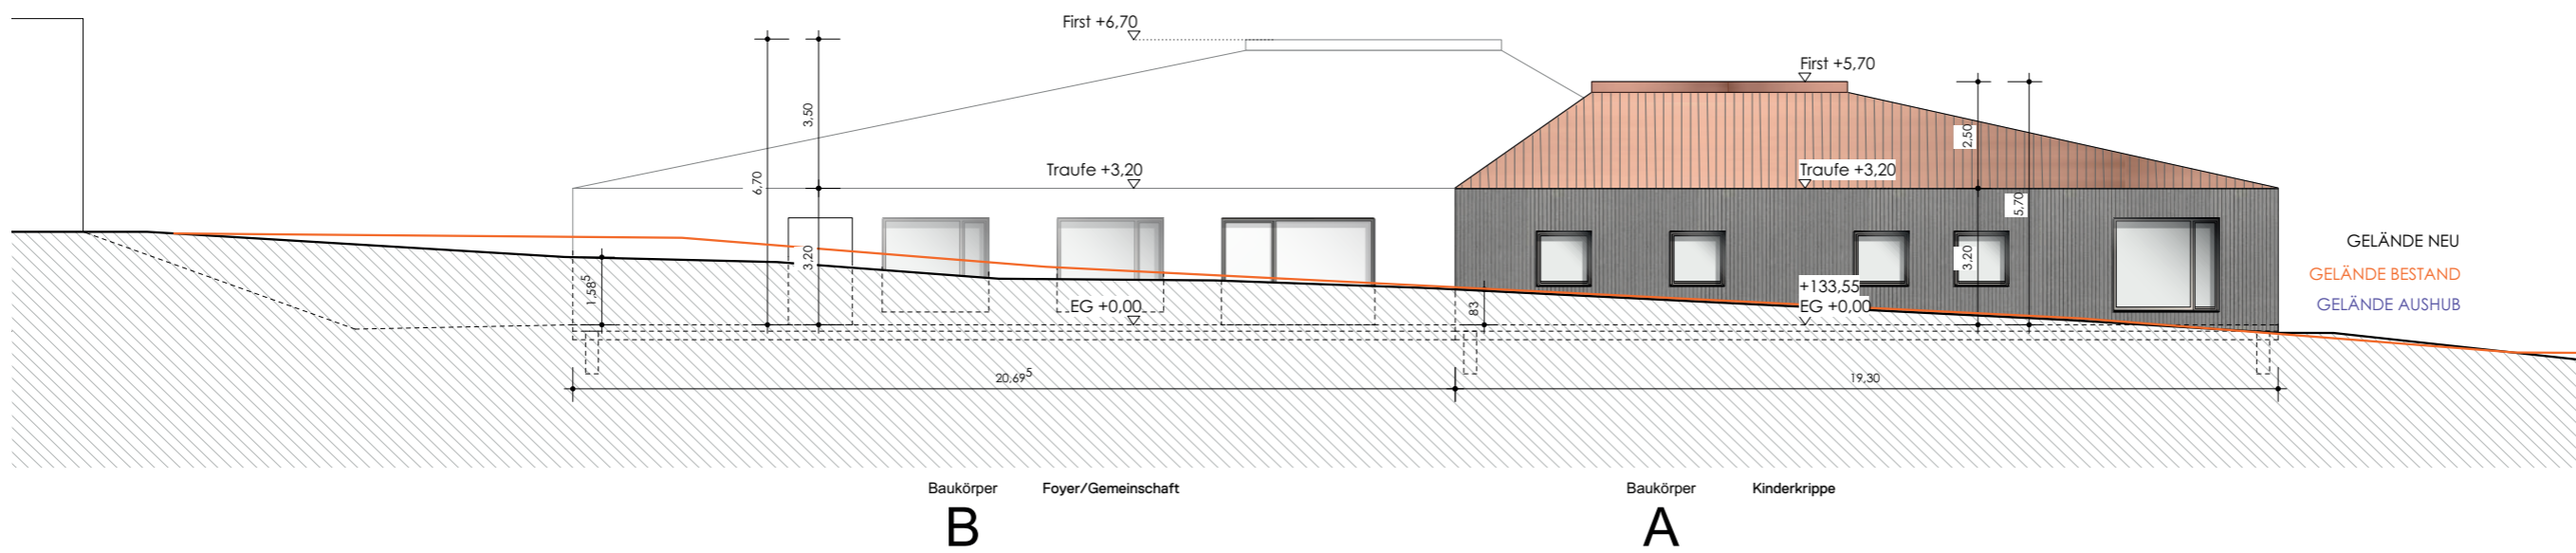 First +6,70
First +5,70
3,50
2,50
Traufe +3,20
Traufe +3,20
6,70
5,70
GELÄNDE NEU
3,20
3,20
GELÄNDE BESTAND
1,58⁵
+133,55
EG +0,00
83
EG +0,00
GELÄNDE AUSHUB
20,69⁵
19,30
Baukörper Foyer/Gemeinschaft
B
Baukörper Kinderkrippe
A